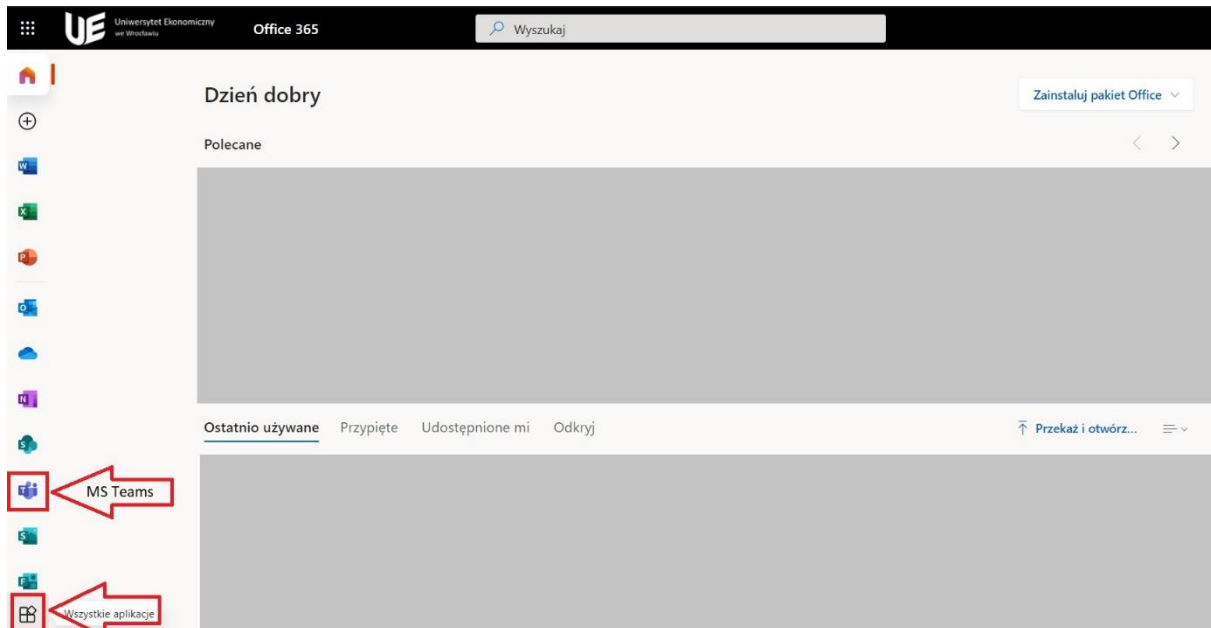 Uniwersytet Ekonomiczny
we Wrocławiu
Office 365
Wyszukaj
Dzień dobry
Zainstaluj pakiet Office
Polecane
Ostatnio używane Przypięte Udostępnione mi Odkryj
Przekaż i otwórz...
MS Teams
Wszystkie aplikacje